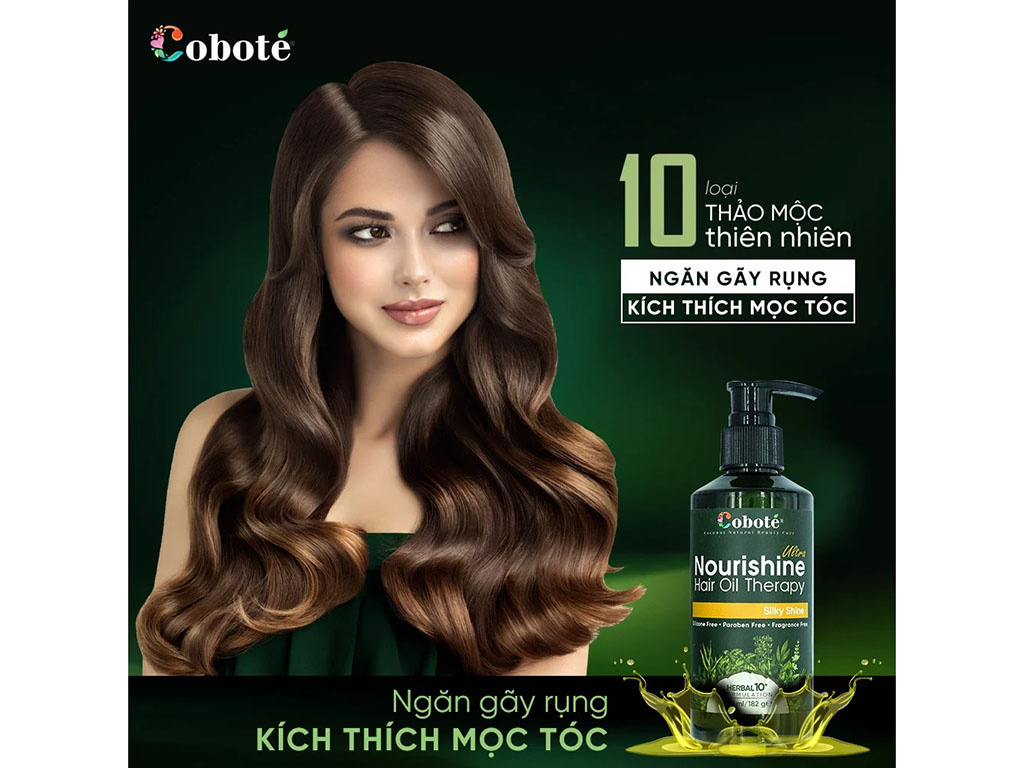 Coboté
10 loại
THẢO MỘC
thiên nhiên
NGĂN GÃY RỤNG
KÍCH THÍCH MỌC TÓC
Coboté
Coconut Natural Beauty Care
Ultra
Nourishine
Hair Oil Therapy
Silky Shine
Free • Paraben Free • Fragrance Free
HERBAL 10+
FORMULATION
ml/182 g
Ngăn gãy rụng
KÍCH THÍCH MỌC TÓC